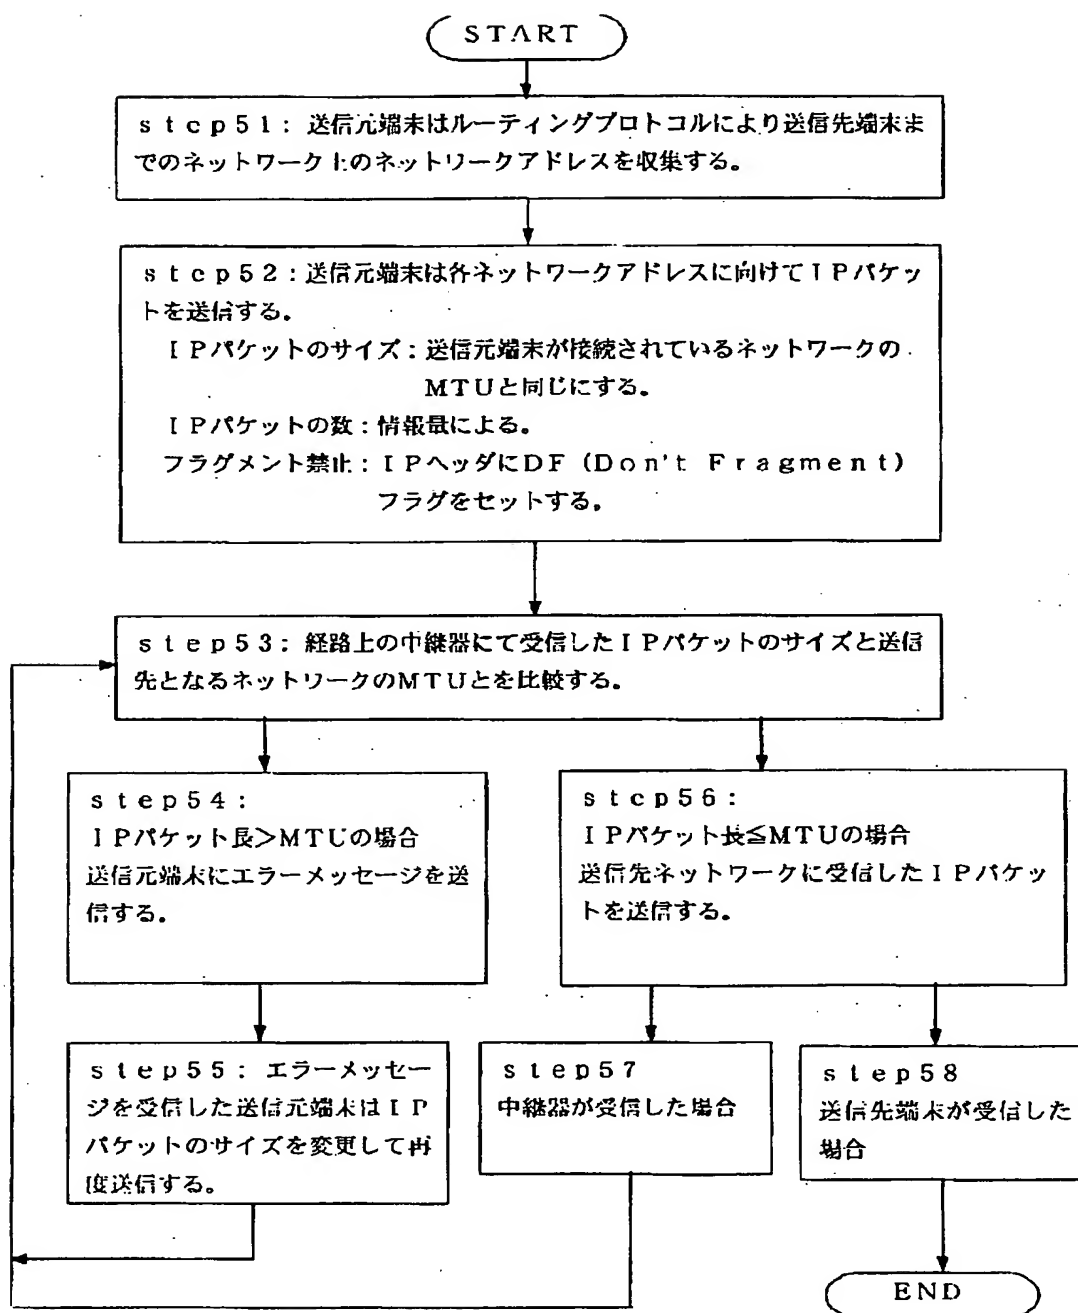 START
step51：送信元端末はルーティングプロトコルにより送信先端末ま
でのネットワーク上のネットワークアドレスを収集する。
step52：送信元端末は各ネットワークアドレスに向けてＩＰパケッ
トを送信する。
ＩＰパケットのサイズ：送信元端末が接続されているネットワークの
ＭＴＵと同じにする。
ＩＰパケットの数：情報量による。
フラグメント禁止：ＩＰヘッダにＤＦ（Don't Fragment）
フラグをセットする。
step53：経路上の中継器にて受信したＩＰパケットのサイズと送信
先となるネットワークのＭＴＵとを比較する。
step54：
ＩＰパケット長＞ＭＴＵの場合
送信元端末にエラーメッセージを送
信する。
step56：
ＩＰパケット長≦ＭＴＵの場合
送信先ネットワークに受信したＩＰパケッ
トを送信する。
step55：エラーメッセー
ジを受信した送信元端末はＩＰ
パケットのサイズを変更して再
度送信する。
step57
中継器が受信した場合
step58
送信先端末が受信した
場合
END